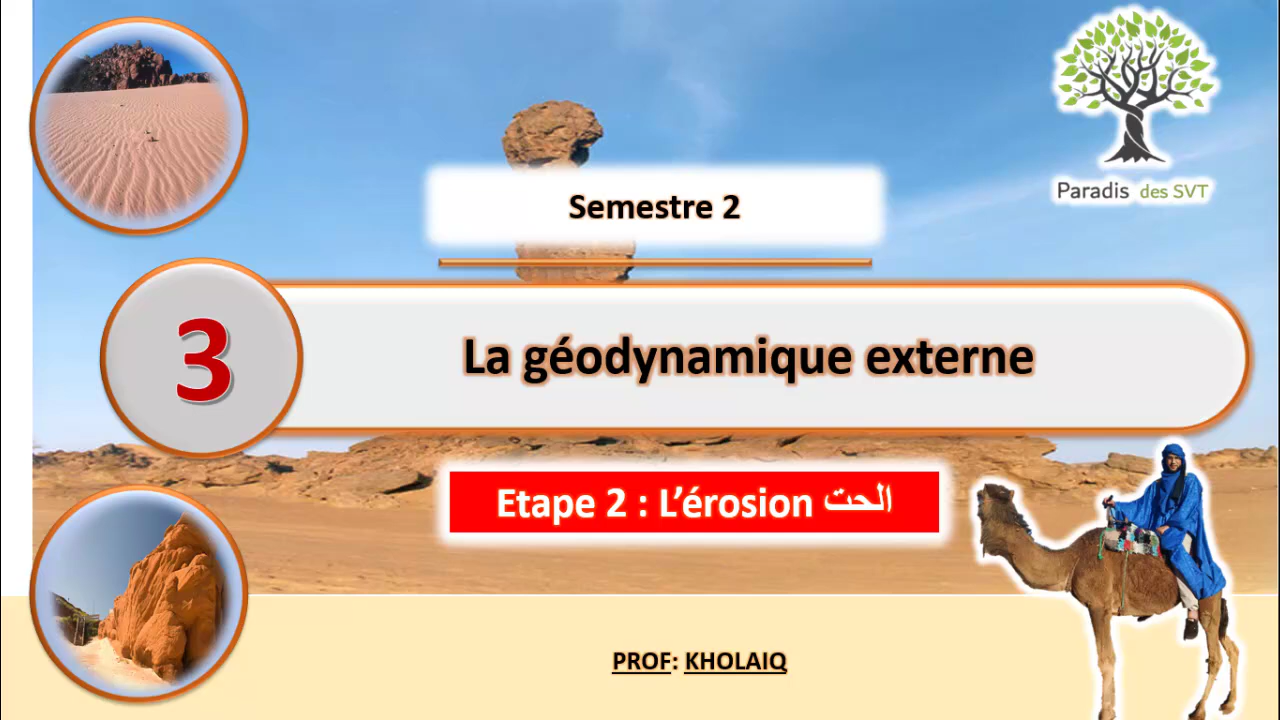 Paradis des SVT
Semestre 2
3
La géodynamique externe
Etape 2 : L’érosion الحت
PROF: KHOLAIQ